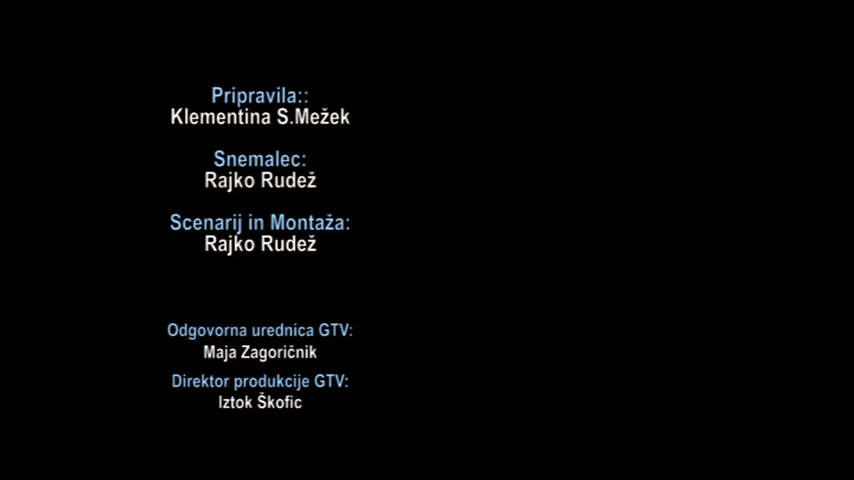 Pripravila::
Klementina S.Mežek
Snemalec:
Rajko Rudež
Scenarij in Montaža:
Rajko Rudež
Odgovorna urednica GTV:
Maja Zagoričnik
Direktor produkcije GTV:
Iztok Škofic